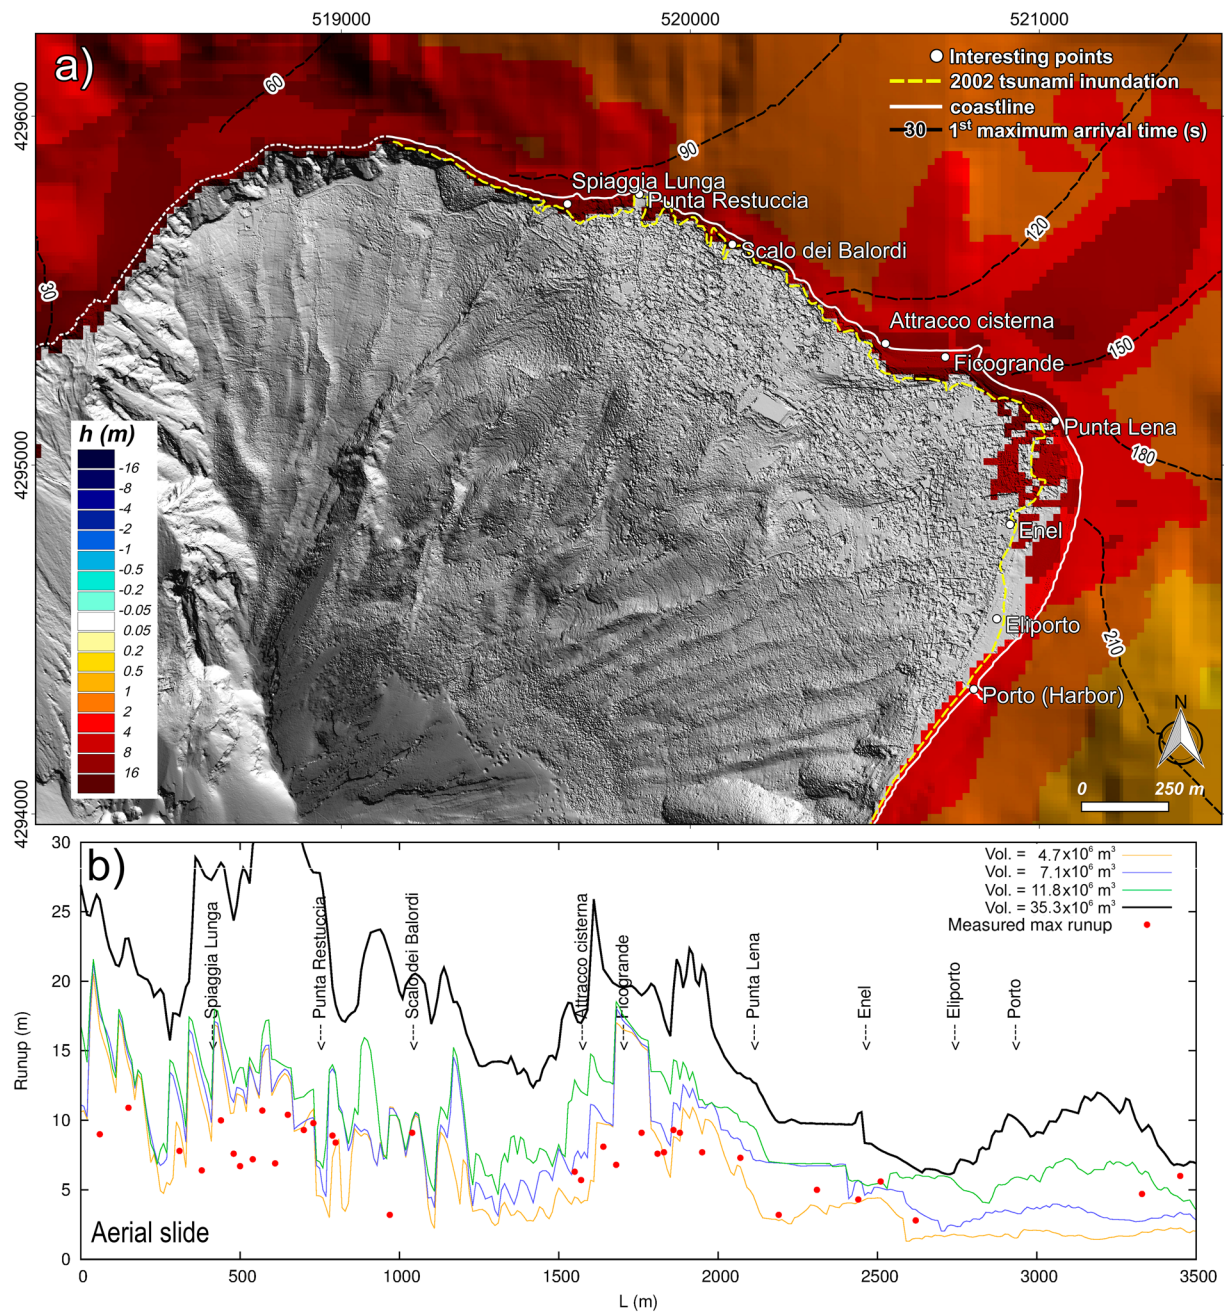 519000
520000
521000
a)
Interesting points
2002 tsunami inundation
coastline
30 1st maximum arrival time (s)
4296000
4295000
4294000
60
90
120
30
150
180
210
Spiaggia Lunga
Punta Restuccia
Scalo dei Balordi
Attracco cisterna
Ficogrande
Punta Lena
Enel
Eliporto
Porto (Harbor)
h (m)
-16
-8
-4
-2
-1
-0.5
-0.2
-0.05
0.05
0.2
0.5
1
2
4
8
16
N
0 250 m
b)
Vol. = 4.7x10⁶ m³
Vol. = 7.1x10⁶ m³
Vol. = 11.8x10⁶ m³
Vol. = 35.3x10⁶ m³
Measured max runup
30
25
20
15
10
5
0
Runup (m)
<--- Spiaggia Lunga
<--- Punta Restuccia
<--- Scalo dei Balordi
<--- Attracco cisterna
<--- Ficogrande
<--- Punta Lena
<--- Enel
<--- Eliporto
<--- Porto
Aerial slide
0
500
1000
1500
2000
2500
3000
3500
L (m)